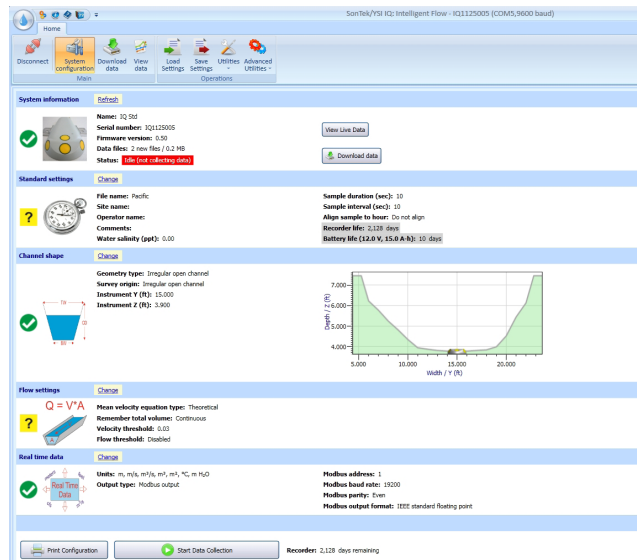 SonTek/YSI IQ: Intelligent Flow - IQ1125005 (COM5,9600 baud)
Home
Disconnect
System configuration
Download data
View data
Load Settings
Save Settings
Utilities
Advanced Utilities
Main
Operations
System information Refresh
Name: IQ Std
Serial number: IQ1125005
Firmware version: 0.50
Data files: 2 new files / 0.2 MB
Status: Idle (not collecting data)
View Live Data
Download data
Standard settings Change
File name: Pacific
Site name:
Operator name:
Comments:
Water salinity (ppt): 0.00
Sample duration (sec): 10
Sample interval (sec): 10
Align sample to hour: Do not align
Recorder life: 2,128 days
Battery life (12.0 V, 15.0 A-h): 10 days
?
Channel shape Change
Geometry type: Irregular open channel
Survey origin: Irregular open channel
Instrument Y (ft): 15.000
Instrument Z (ft): 3.900
Depth / Z (ft)
7.000
6.000
5.000
4.000
5.000 10.000 15.000 20.000
Width / Y (ft)
Flow settings Change
Q = V*A
?
A
Mean velocity equation type: Theoretical
Remember total volume: Continuous
Velocity threshold: 0.03
Flow threshold: Disabled
Real time data Change
Real Time Data
Units: m, m/s, m³/s, m², m³, °C, m H₂O
Output type: Modbus output
Modbus address: 1
Modbus baud rate: 19200
Modbus parity: Even
Modbus output format: IEEE standard floating point
Print Configuration
Start Data Collection
Recorder: 2,128 days remaining